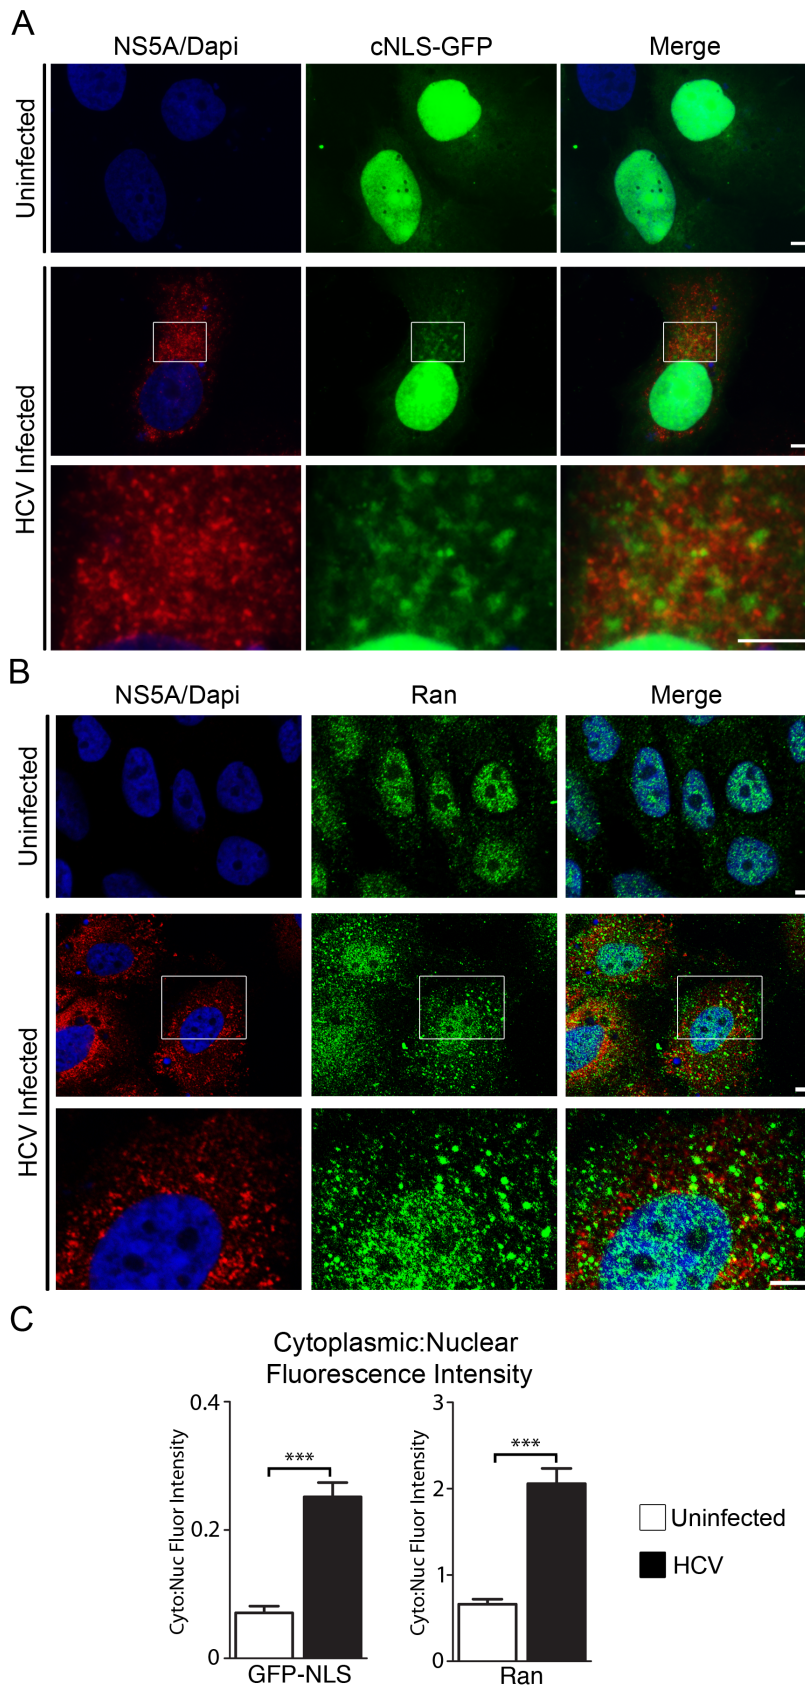 A
NS5A/Dapi
cNLS-GFP
Merge
Uninfected
HCV Infected
B
NS5A/Dapi
Ran
Merge
Uninfected
HCV Infected
C
Cytoplasmic:Nuclear
Fluorescence Intensity
Cyto:Nuc Fluor Intensity
0.4
0.2
0
***
GFP-NLS
Cyto:Nuc Fluor Intensity
3
2
1
0
***
Ran
Uninfected
HCV